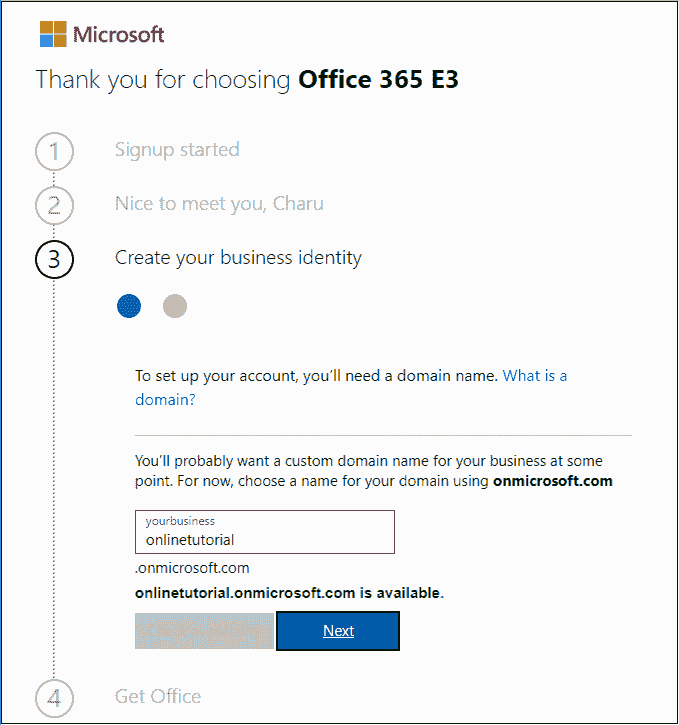 Microsoft
Thank you for choosing Office 365 E3
1 Signup started
2 Nice to meet you, Charu
3 Create your business identity
To set up your account, you'll need a domain name. What is a
domain?
You'll probably want a custom domain name for your business at some
point. For now, choose a name for your domain using onmicrosoft.com
yourbusiness
onlinetutorial
.onmicrosoft.com
onlinetutorial.onmicrosoft.com is available.
Next
4 Get Office